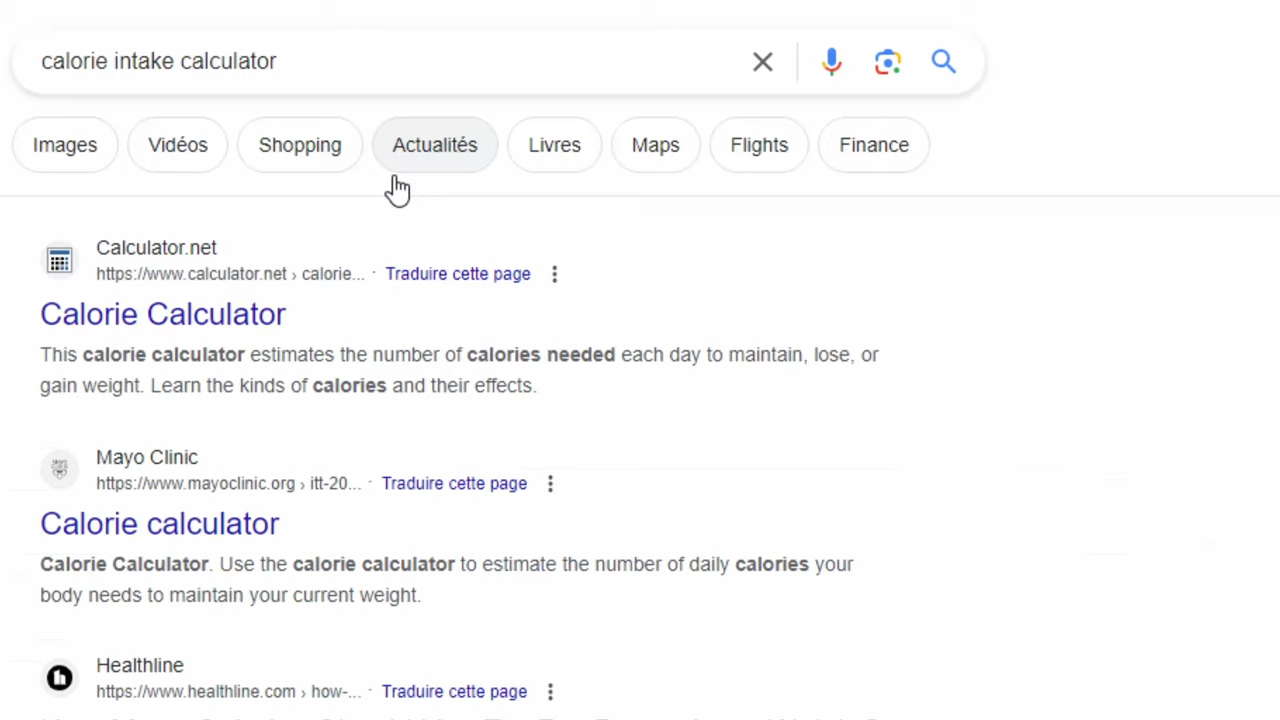 calorie intake calculator
Images Vidéos Shopping Actualités Livres Maps Flights Finance
Calculator.net
https://www.calculator.net › calorie... · Traduire cette page
Calorie Calculator
This calorie calculator estimates the number of calories needed each day to maintain, lose, or
gain weight. Learn the kinds of calories and their effects.
Mayo Clinic
https://www.mayoclinic.org › itt-20... · Traduire cette page
Calorie calculator
Calorie Calculator. Use the calorie calculator to estimate the number of daily calories your
body needs to maintain your current weight.
Healthline
https://www.healthline.com › how-... · Traduire cette page